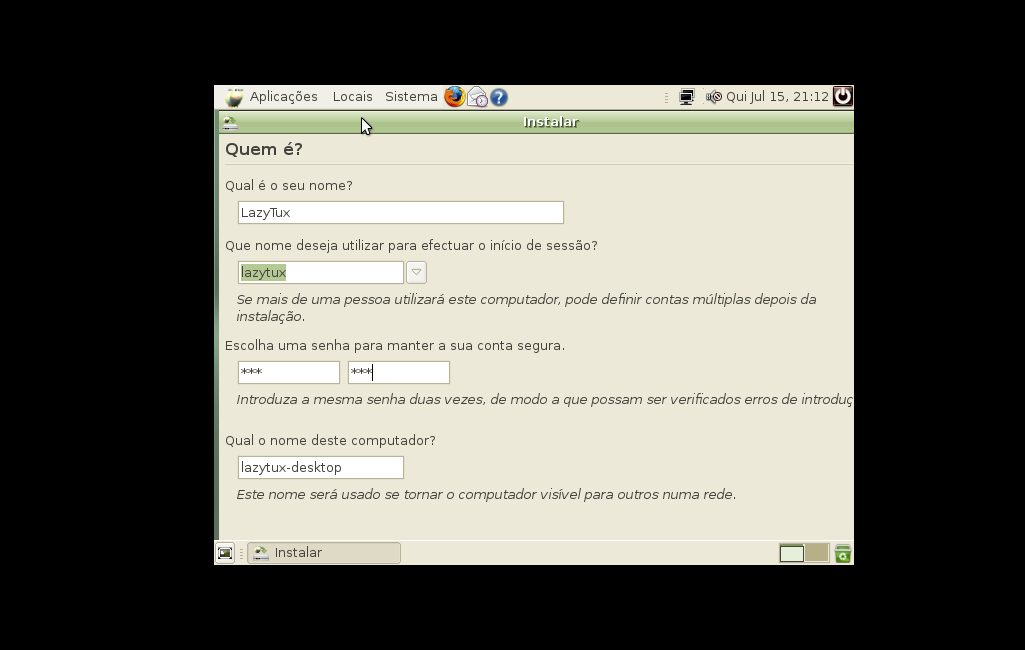 Aplicações Locais Sistema Qui Jul 15, 21:12
Instalar
Quem é?
Qual é o seu nome?
LazyTux
Que nome deseja utilizar para efectuar o início de sessão?
lazytux
Se mais de uma pessoa utilizará este computador, pode definir contas múltiplas depois da
instalação.
Escolha uma senha para manter a sua conta segura.
*** ***
Introduza a mesma senha duas vezes, de modo a que possam ser verificados erros de introduç
Qual o nome deste computador?
lazytux-desktop
Este nome será usado se tornar o computador visível para outros numa rede.
Instalar